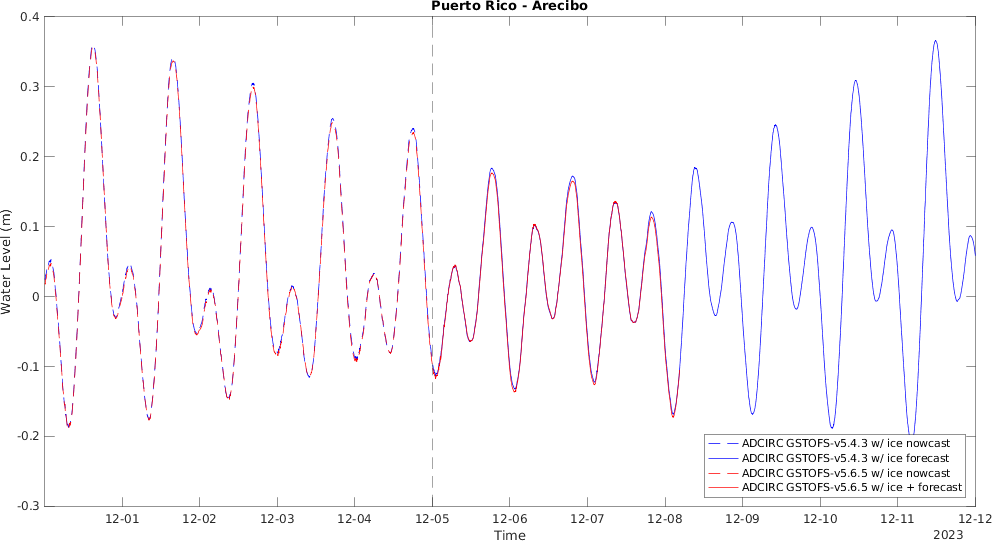 Puerto Rico - Arecibo
0.4
0.3
0.2
0.1
0
-0.1
-0.2
-0.3
Water Level (m)
12-01 12-02 12-03 12-04 12-05 12-06 12-07 12-08 12-09 12-10 12-11 12-12
Time
2023
ADCIRC GSTOFS-v5.4.3 w/ ice nowcast
ADCIRC GSTOFS-v5.4.3 w/ ice forecast
ADCIRC GSTOFS-v5.6.5 w/ ice nowcast
ADCIRC GSTOFS-v5.6.5 w/ ice + forecast